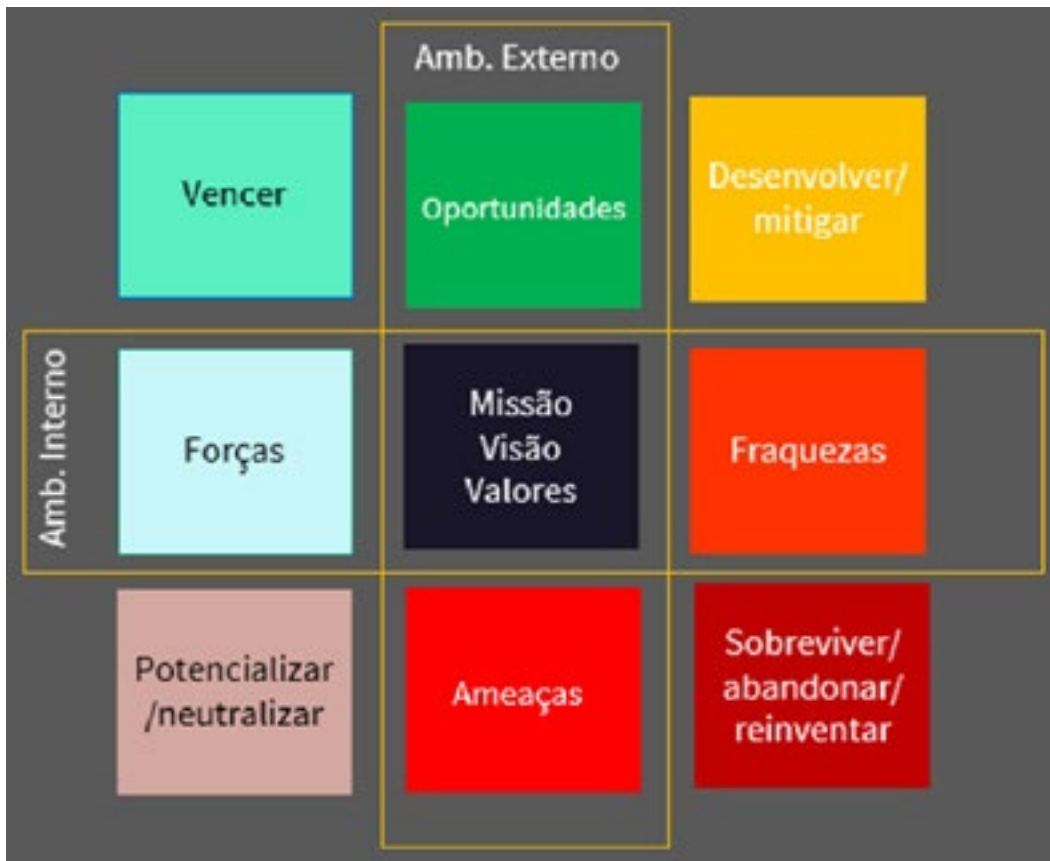 Amb. Externo
Vencer
Oportunidades
Desenvolver/
mitigar
Amb. Interno
Forças
Missão
Visão
Valores
Fraquezas
Potencializar
/neutralizar
Ameaças
Sobreviver/
abandonar/
reinventar